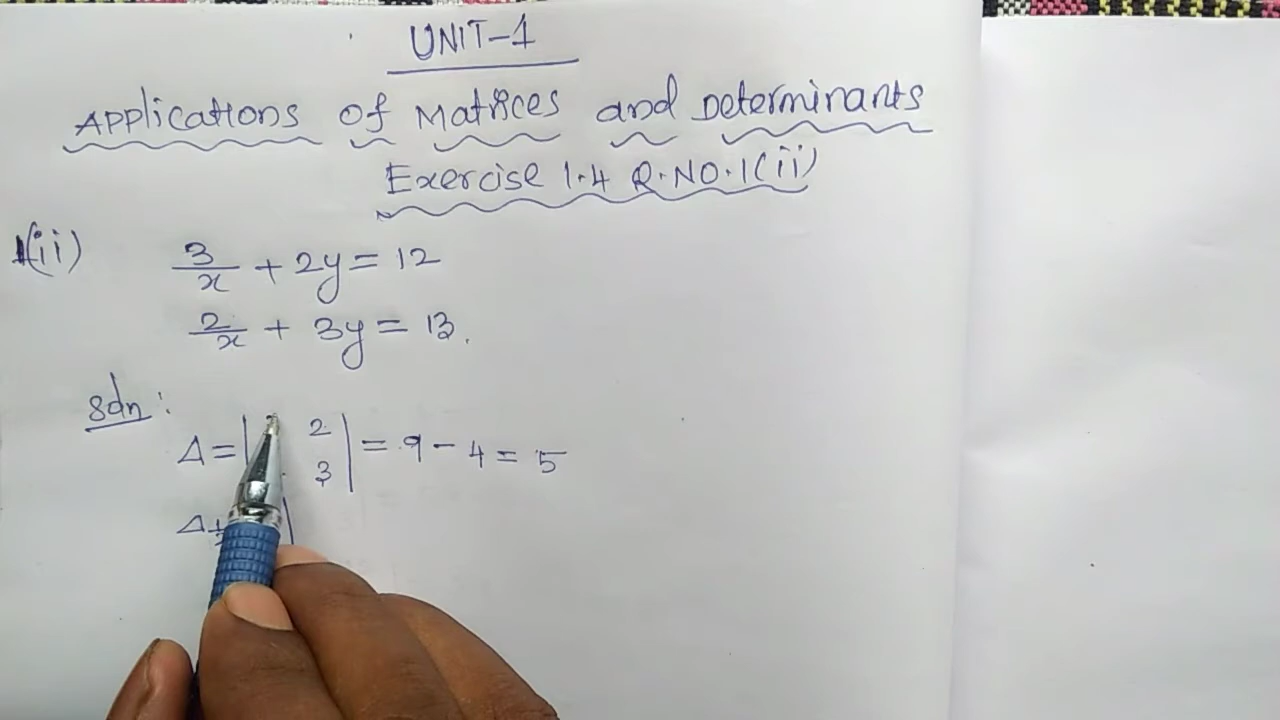 UNIT-1
Applications of Matrices and Determinants
Exercise 1.4 Q.NO.1(ii)
1(ii) 3/x + 2y = 12
2/x + 3y = 13.
Soln:
Δ = | 2 3 | = 9 - 4 = 5
Δ